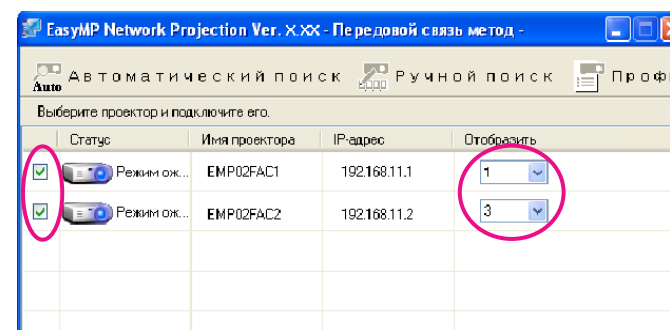 EasyMP Network Projection Ver. X.XX - Передовой связь метод -
Auto Автоматический поиск Ручной поиск Проф
Выберите проектор и подключите его.
Статус Имя проектора IP-адрес Отобразить
Режим ож... EMP02FAC1 192.168.11.1 1
Режим ож... EMP02FAC2 192.168.11.2 3